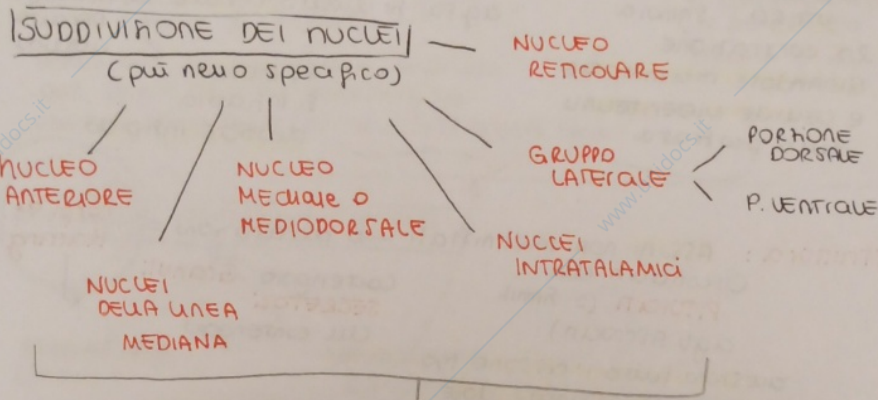 SUDDIVISIONE DEI NUCLEI
(più nello specifico)
NUCLEO
RETICOLARE
NUCLEO
ANTERIORE
NUCLEO
MEDIALE O
MEDIODORSALE
GRUPPO
LATERALE
PORZIONE
DORSALE
P. VENTRALE
NUCLEI
INTRATALAMICI
NUCLEI
DELLA LINEA
MEDIANA